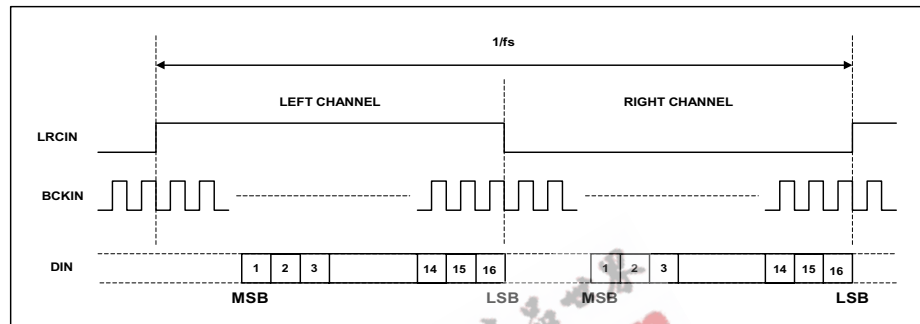 1/fs
LEFT CHANNEL RIGHT CHANNEL
LRCIN
BCKIN
DIN 1 2 3 14 15 16 1 2 3 14 15 16
MSB LSB MSB LSB